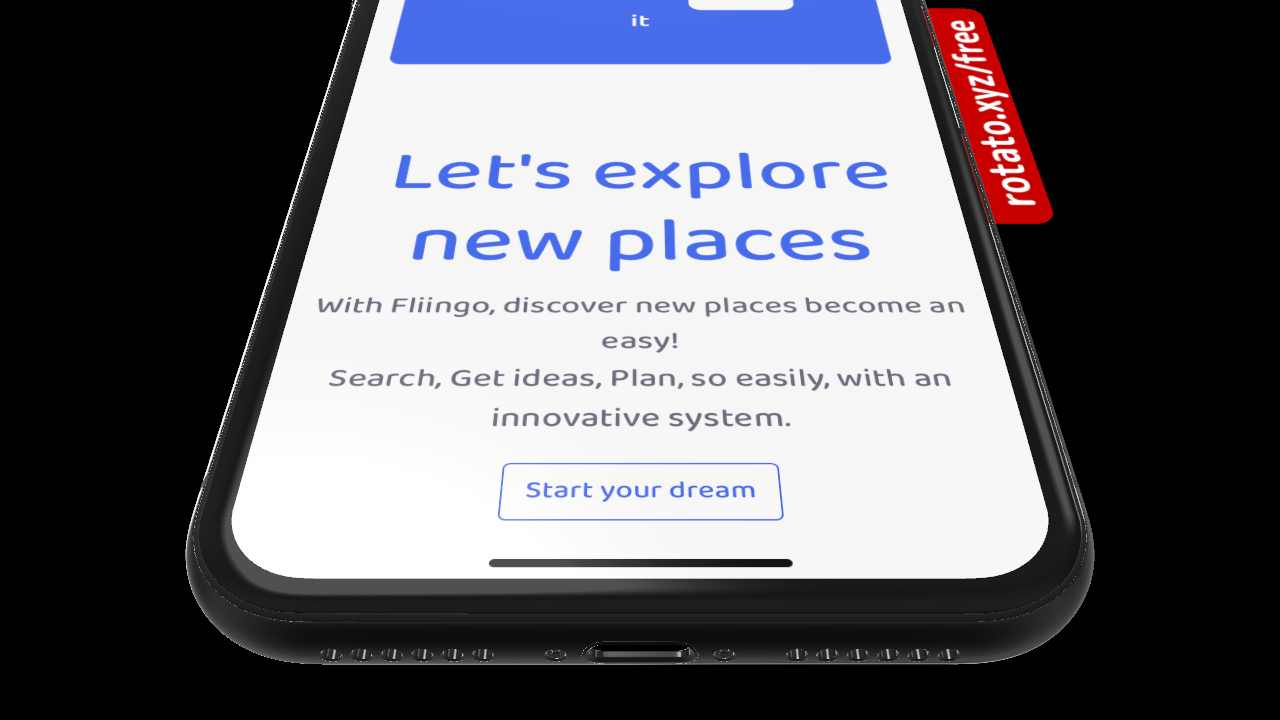 it
Let's explore
new places
With Fliingo, discover new places become an
easy!
Search, Get ideas, Plan, so easily, with an
innovative system.
Start your dream
rotato.xyz/free